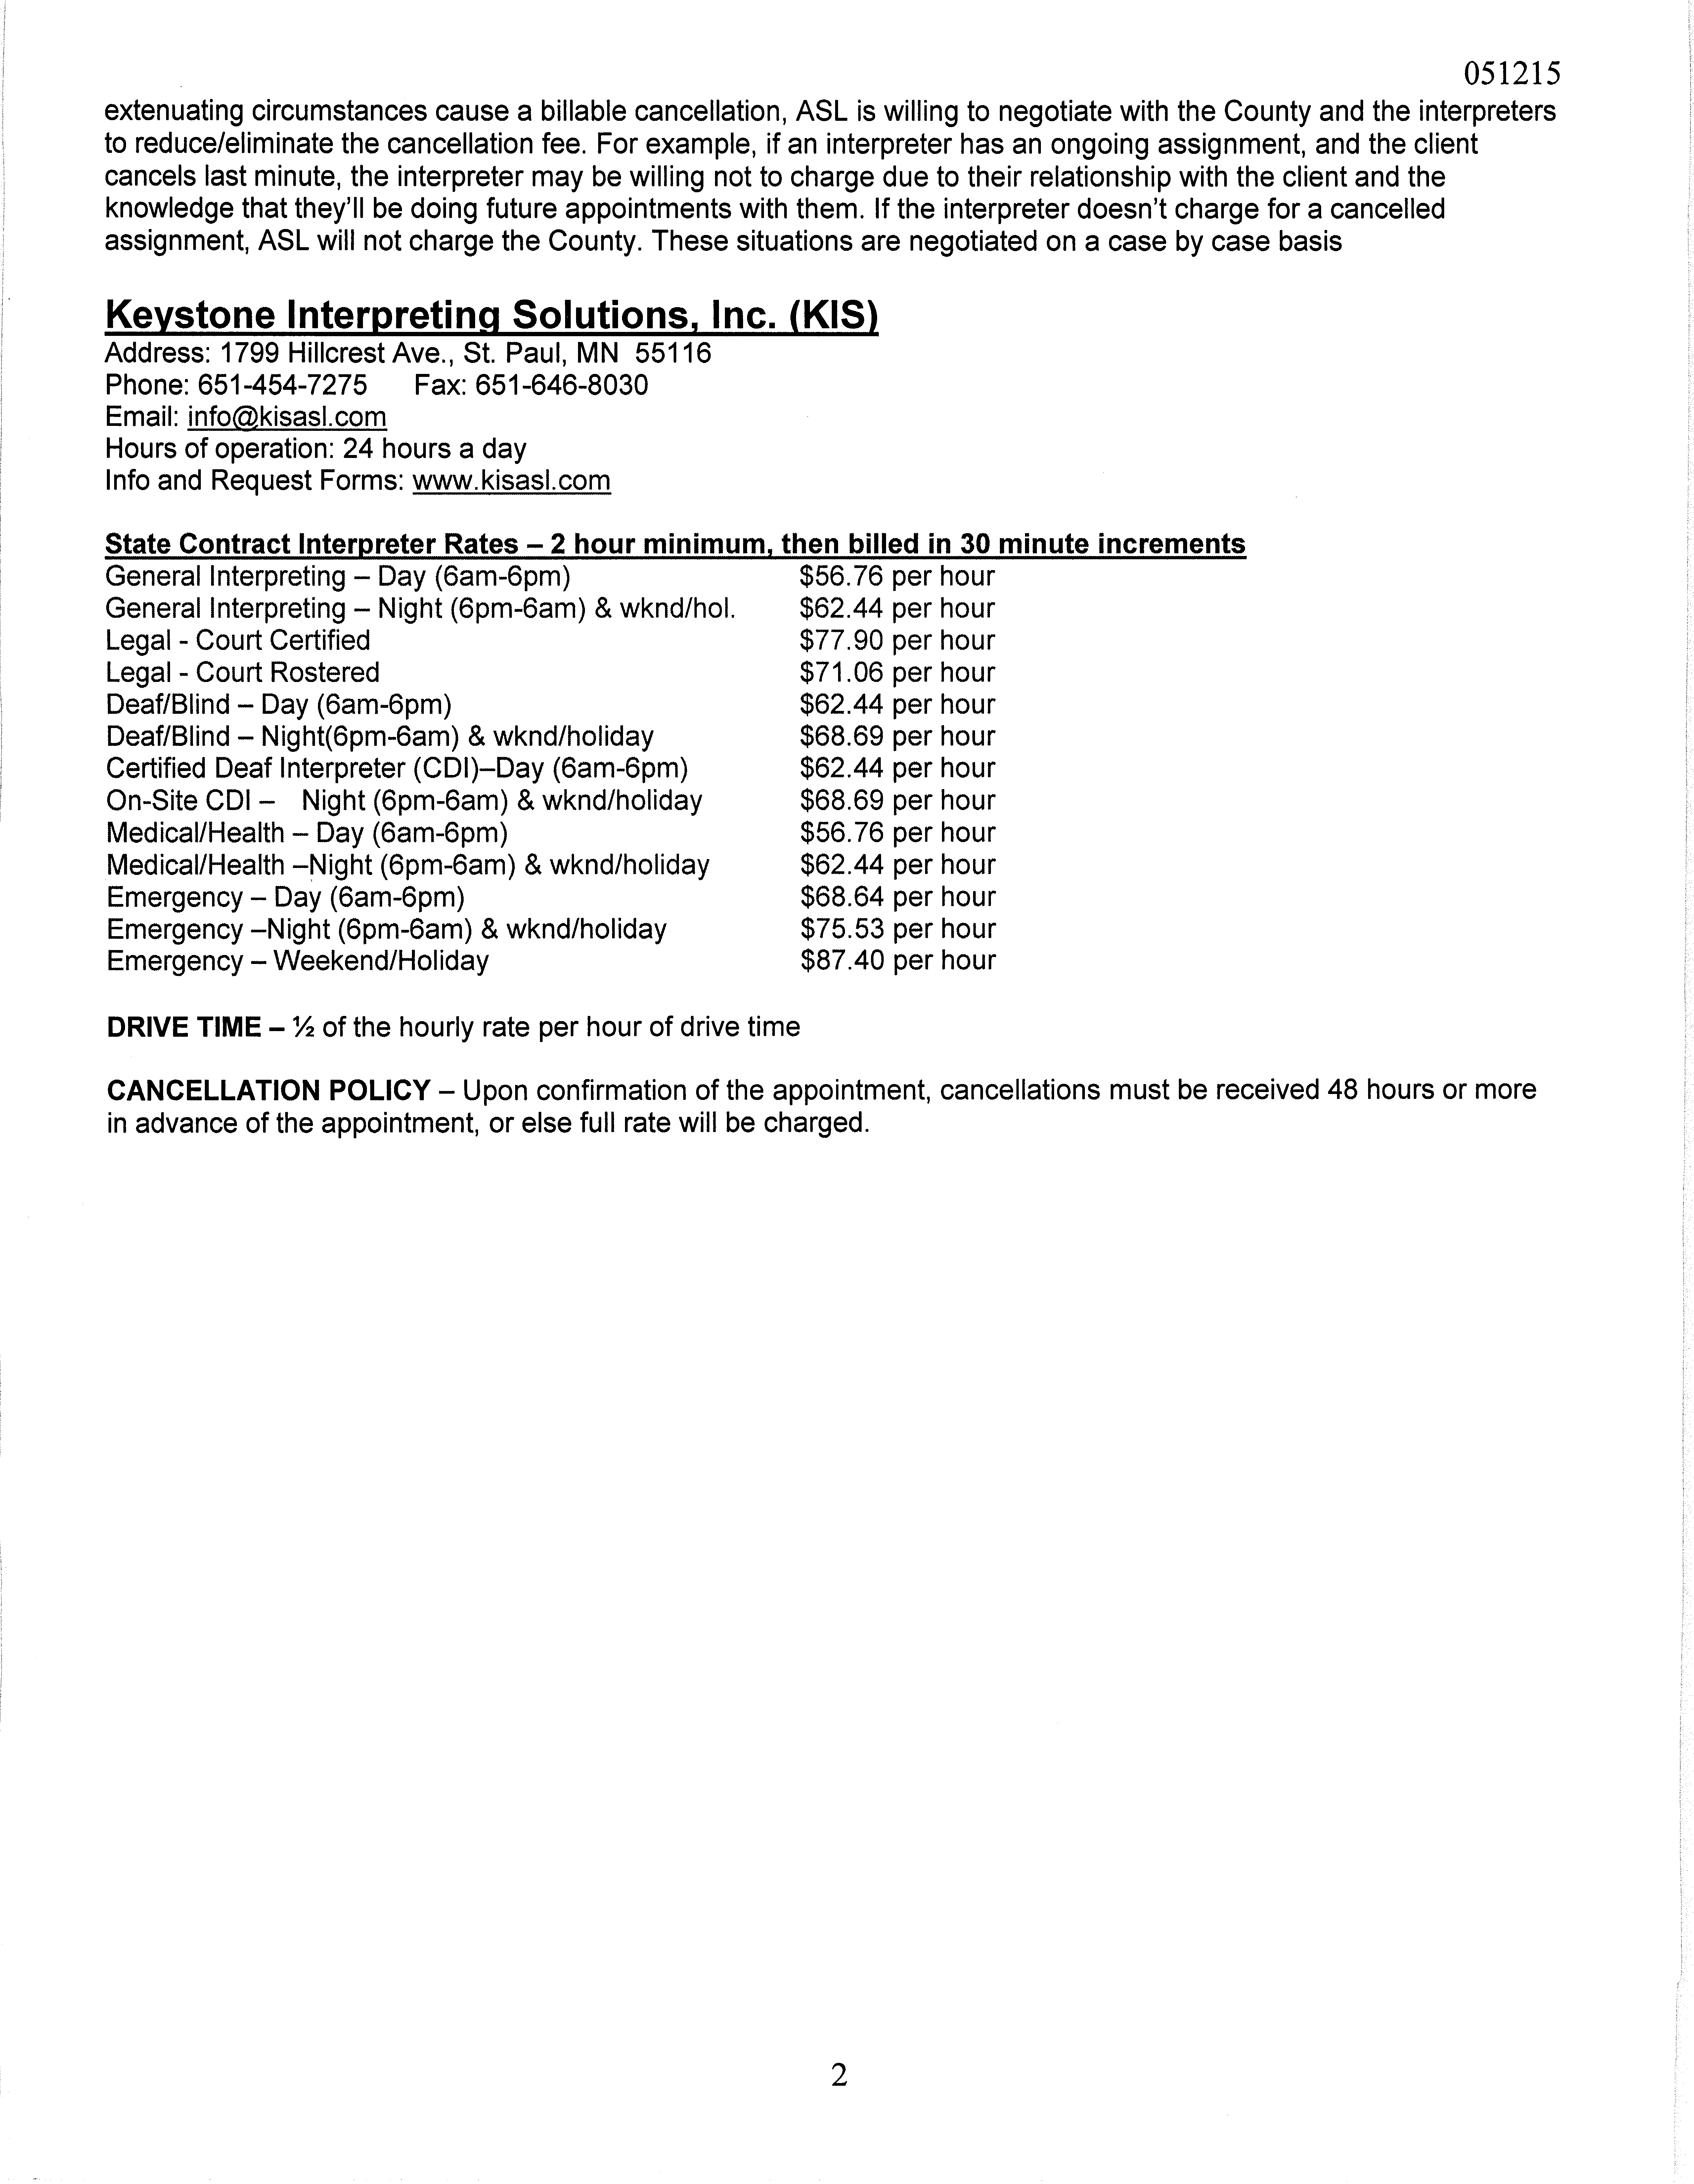 051215
extenuating circumstances cause a billable cancellation, ASL is willing to negotiate with the County and the interpreters
to reduce/eliminate the cancellation fee. For example, if an interpreter has an ongoing assignment, and the client
cancels last minute, the interpreter may be willing not to charge due to their relationship with the client and the
knowledge that they'll be doing future appointments with them. If the interpreter doesn't charge for a cancelled
assignment, ASL will not charge the County. These situations are negotiated on a case by case basis
Keystone Interpreting Solutions, Inc. (KIS)
Address: 1799 Hillcrest Ave., St. Paul, MN 55116
Phone: 651-454-7275 Fax: 651-646-8030
Email: info@kisasl.com
Hours of operation: 24 hours a day
Info and Request Forms: www.kisasl.com
State Contract Interpreter Rates – 2 hour minimum, then billed in 30 minute increments
General Interpreting – Day (6am-6pm) $56.76 per hour
General Interpreting – Night (6pm-6am) & wknd/hol. $62.44 per hour
Legal - Court Certified $77.90 per hour
Legal - Court Rostered $71.06 per hour
Deaf/Blind – Day (6am-6pm) $62.44 per hour
Deaf/Blind – Night(6pm-6am) & wknd/holiday $68.69 per hour
Certified Deaf Interpreter (CDI)–Day (6am-6pm) $62.44 per hour
On-Site CDI – Night (6pm-6am) & wknd/holiday $68.69 per hour
Medical/Health – Day (6am-6pm) $56.76 per hour
Medical/Health –Night (6pm-6am) & wknd/holiday $62.44 per hour
Emergency – Day (6am-6pm) $68.64 per hour
Emergency –Night (6pm-6am) & wknd/holiday $75.53 per hour
Emergency – Weekend/Holiday $87.40 per hour
DRIVE TIME – ½ of the hourly rate per hour of drive time
CANCELLATION POLICY – Upon confirmation of the appointment, cancellations must be received 48 hours or more
in advance of the appointment, or else full rate will be charged.
2